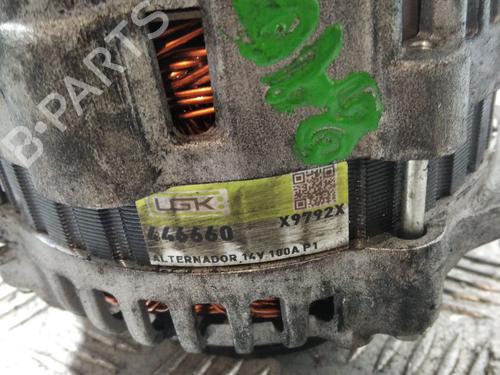 B-PARTS
LGK
446660
X9792X
ALTERNADOR,14V,100A P1